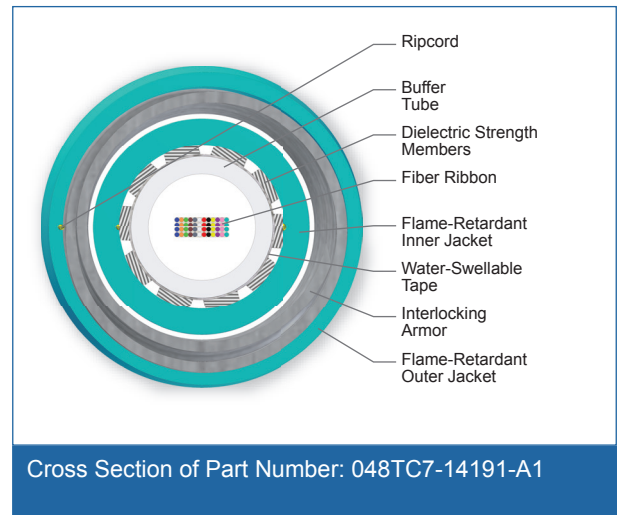 Ripcord
Buffer
Tube
Dielectric Strength
Members
Fiber Ribbon
Flame-Retardant
Inner Jacket
Water-Swellable
Tape
Interlocking
Armor
Flame-Retardant
Outer Jacket
Cross Section of Part Number: 048TC7-14191-A1